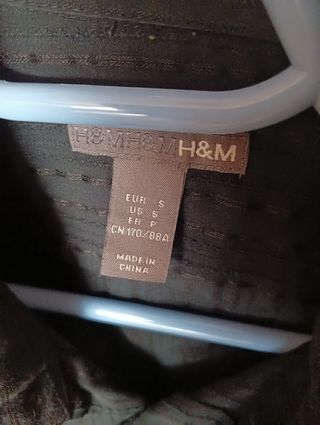 H&MH&MH&M
EUR S
US S
FR P
CN 170/88A
MADE IN
CHINA